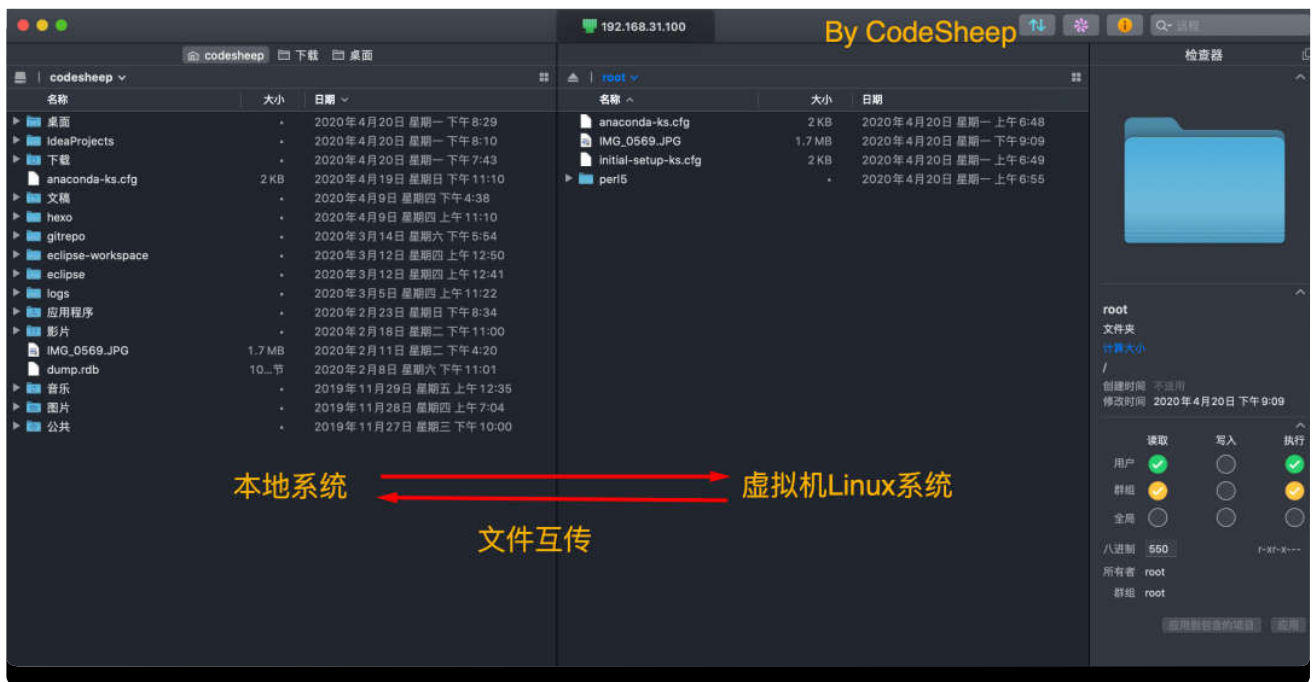 192.168.31.100
By CodeSheep
远程
codesheep 下载 桌面
检查器
codesheep
root
名称 大小 日期
名称 大小 日期
桌面 2020年4月20日 星期一 下午8:29
IdeaProjects 2020年4月20日 星期一 下午8:10
下载 2020年4月20日 星期一 下午7:43
anaconda-ks.cfg 2 KB 2020年4月19日 星期日 下午11:10
文稿 2020年4月9日 星期四 下午4:38
hexo 2020年4月9日 星期四 上午11:10
gitrepo 2020年3月14日 星期六 下午5:54
eclipse-workspace 2020年3月12日 星期四 上午12:50
eclipse 2020年3月12日 星期四 上午12:41
logs 2020年3月5日 星期四 上午11:22
应用程序 2020年2月23日 星期日 下午8:34
影片 2020年2月18日 星期二 下午11:00
IMG_0569.JPG 1.7 MB 2020年2月11日 星期二 下午4:20
dump.rdb 10...节 2020年2月8日 星期六 下午11:01
音乐 2019年11月29日 星期五 上午12:35
图片 2019年11月28日 星期四 上午7:04
公共 2019年11月27日 星期三 下午10:00
anaconda-ks.cfg 2 KB 2020年4月20日 星期一 上午6:48
IMG_0569.JPG 1.7 MB 2020年4月20日 星期一 下午9:09
initial-setup-ks.cfg 2 KB 2020年4月20日 星期一 上午6:49
perl5 2020年4月20日 星期一 上午6:55
本地系统
虚拟机Linux系统
文件互传
root
文件夹
计算大小
/
创建时间 不适用
修改时间 2020年4月20日 下午9:09
读取 写入 执行
用户
群组
全局
八进制 550 r-xr-x---
所有者 root
群组 root
应用到包含的项目 应用